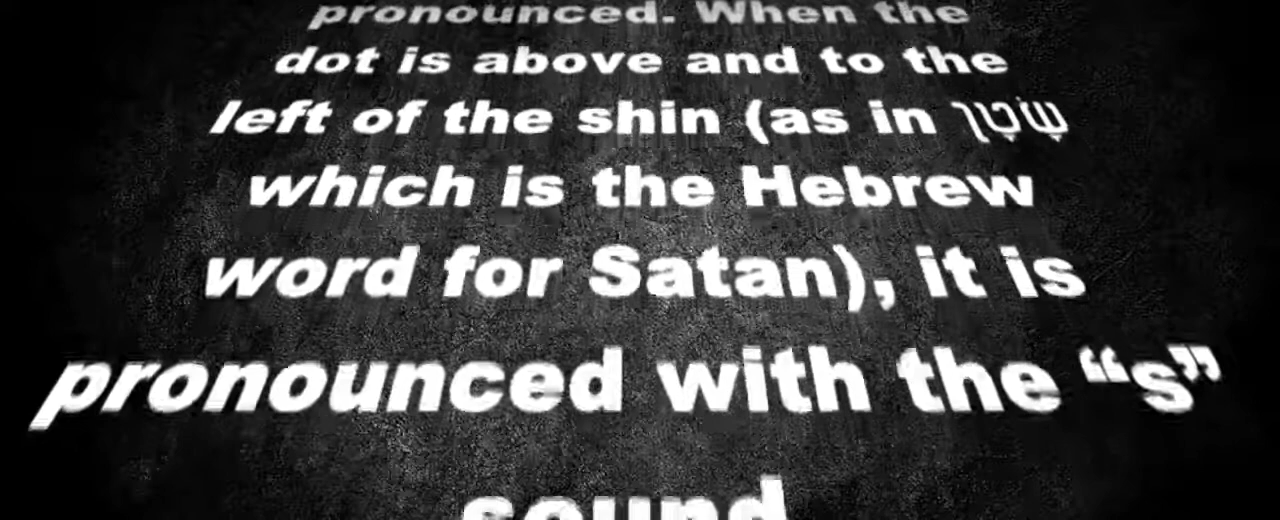 pronounced. When the
dot is above and to the
left of the shin (as in שָׂטָן
which is the Hebrew
word for Satan), it is
pronounced with the “s”
sound